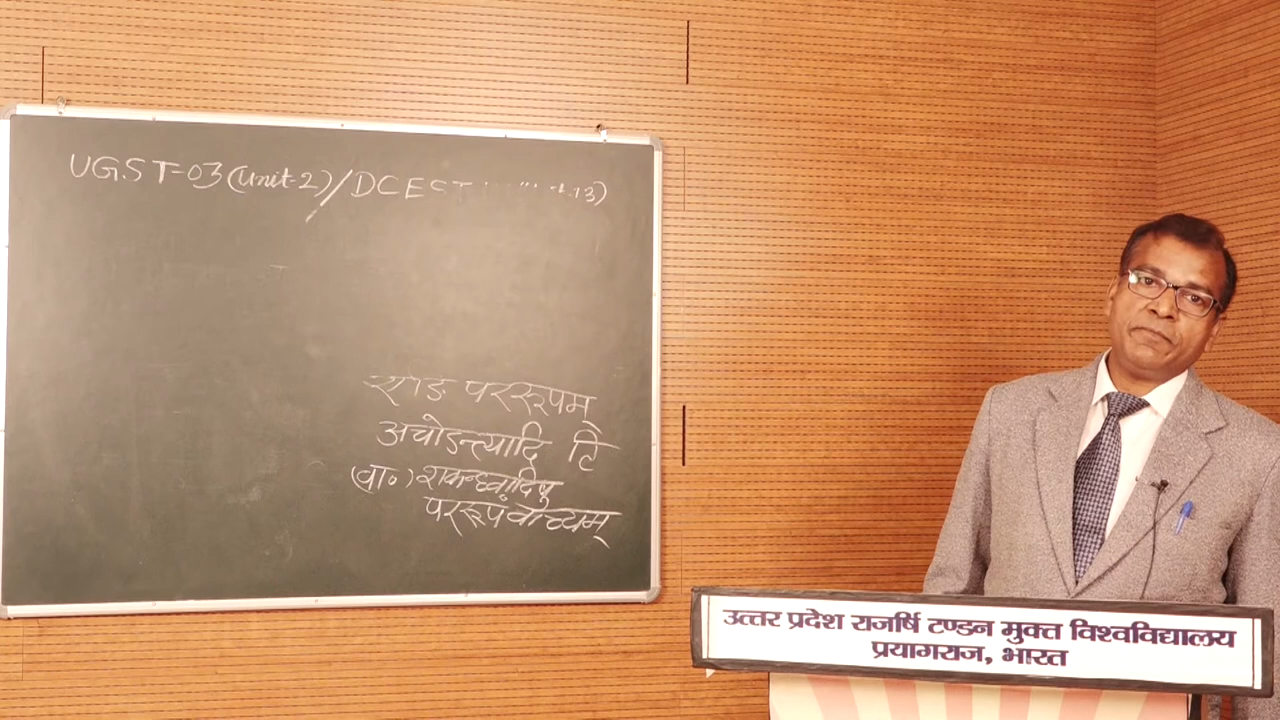 UGST-03 (Unit-2) / DCEST 13)
एङि पररूपम्
अचोऽन्त्यादि टि
(वा०) शकन्ध्वादिषु
पररूपं वाच्यम्
उत्तर प्रदेश राजर्षि टण्डन मुक्त विश्वविद्यालय
प्रयागराज, भारत